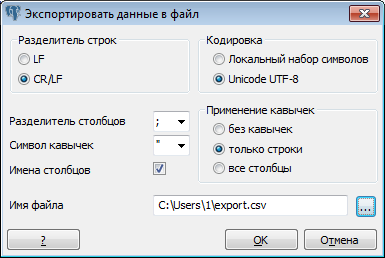 Экспортировать данные в файл
Разделитель строк
LF
CR/LF
Кодировка
Локальный набор символов
Unicode UTF-8
Разделитель столбцов ;
Символ кавычек "
Имена столбцов
Применение кавычек
без кавычек
только строки
все столбцы
Имя файла C:\Users\1\export.csv ...
? OK Отмена